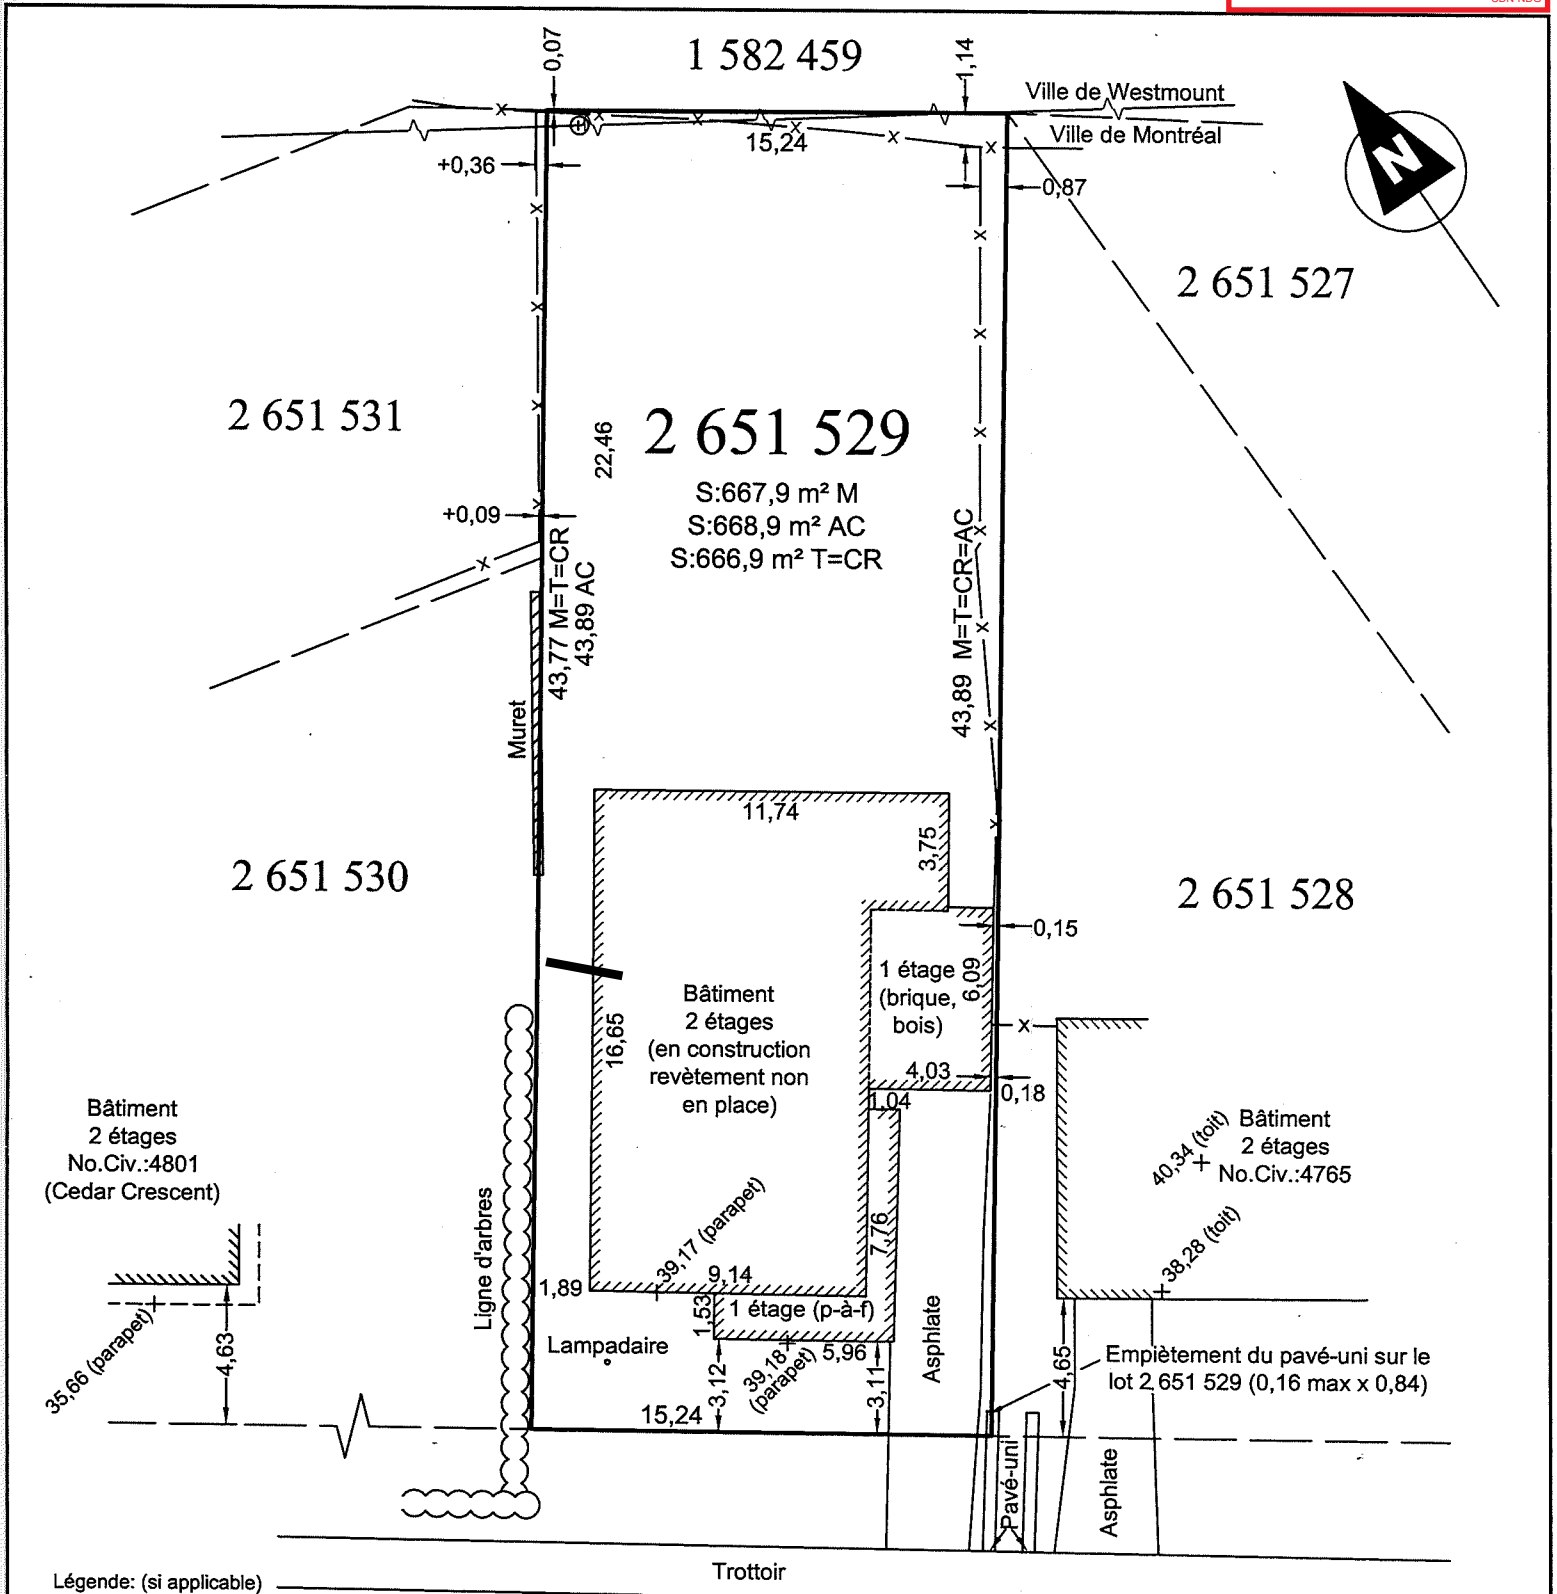 0,07
1 582 459
1,14
Ville de Westmount
Ville de Montréal
H
15,24
+0,36
0,87
N
2 651 527
2 651 531
2 651 529
22,46
S:667,9 m² M
S:668,9 m² AC
S:666,9 m² T=CR
+0,09
43,77 M=T=CR
43,89 AC
43,89 M=T=CR=AC
Muret
11,74
3,75
2 651 530
2 651 528
0,15
1 étage
(brique,
bois)
6,09
Bâtiment
2 étages
(en construction
revètement non
en place)
16,65
4,03
0,18
1,04
Bâtiment
2 étages
No.Civ.:4801
(Cedar Crescent)
40,34 (toit)
Bâtiment
2 étages
No.Civ.:4765
Ligne d'arbres
39,17 (parapet)
7,76
38,28 (toit)
1,89
9,14
1,53
1 étage (p-à-f)
35,66 (parapet)
4,63
Lampadaire
39,18
(parapet)
5,96
3,12
3,11
Asphlate
4,65
Empiètement du pavé-uni sur le
lot 2 651 529 (0,16 max x 0,84)
15,24
Pavé-uni
Asphlate
Trottoir
Légende: (si applicable)